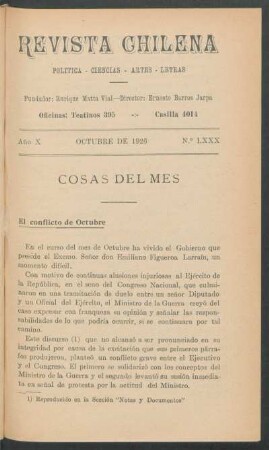 REVISTA CHILENA
POLITICA - CIENCIAS - ARTES - LETRAS
Fundador: Enrique Matta Vial—Director: Ernesto Barros Jarpa
Oficinas: Teatinos 395 -- Casilla 4014
Año X OCTUBRE DE 1926 N.º LXXX
COSAS DEL MES
El conflicto de Octubre
En el curso del mes de Octubre ha vivido el Gobierno que
preside al Excmo. Señor don Emiliano Figueroa Larraín, un
momento difícil.
Con motivo de continuas alusiones injuriosas al Ejército de la
República, en el seno del Congreso Nacional, que culmi-
naron en una tramitación de duelo entre un señor Diputado
y un Oficial del Ejército, el Ministro de la Guerra creyó del
caso exponer con franqueza su opinión y señalar las respon-
sabilidades de lo que podría ocurrir, si se continuara por tal
camino.
Este discurso (1) que no alcanzó a ser pronunciado en su
integridad por causa de la excitación que sus primeros párra-
fos produjeron, planteó un conflicto grave entre el Ejecutivo
y el Congreso. El primero se solidarizó con los conceptos del
Ministro de la Guerra y el segundo levantó su sesión inmedia-
ta en señal de protesta por la actitud del Ministro.
1) Reproducido en la Sección "Notas y Documentos"